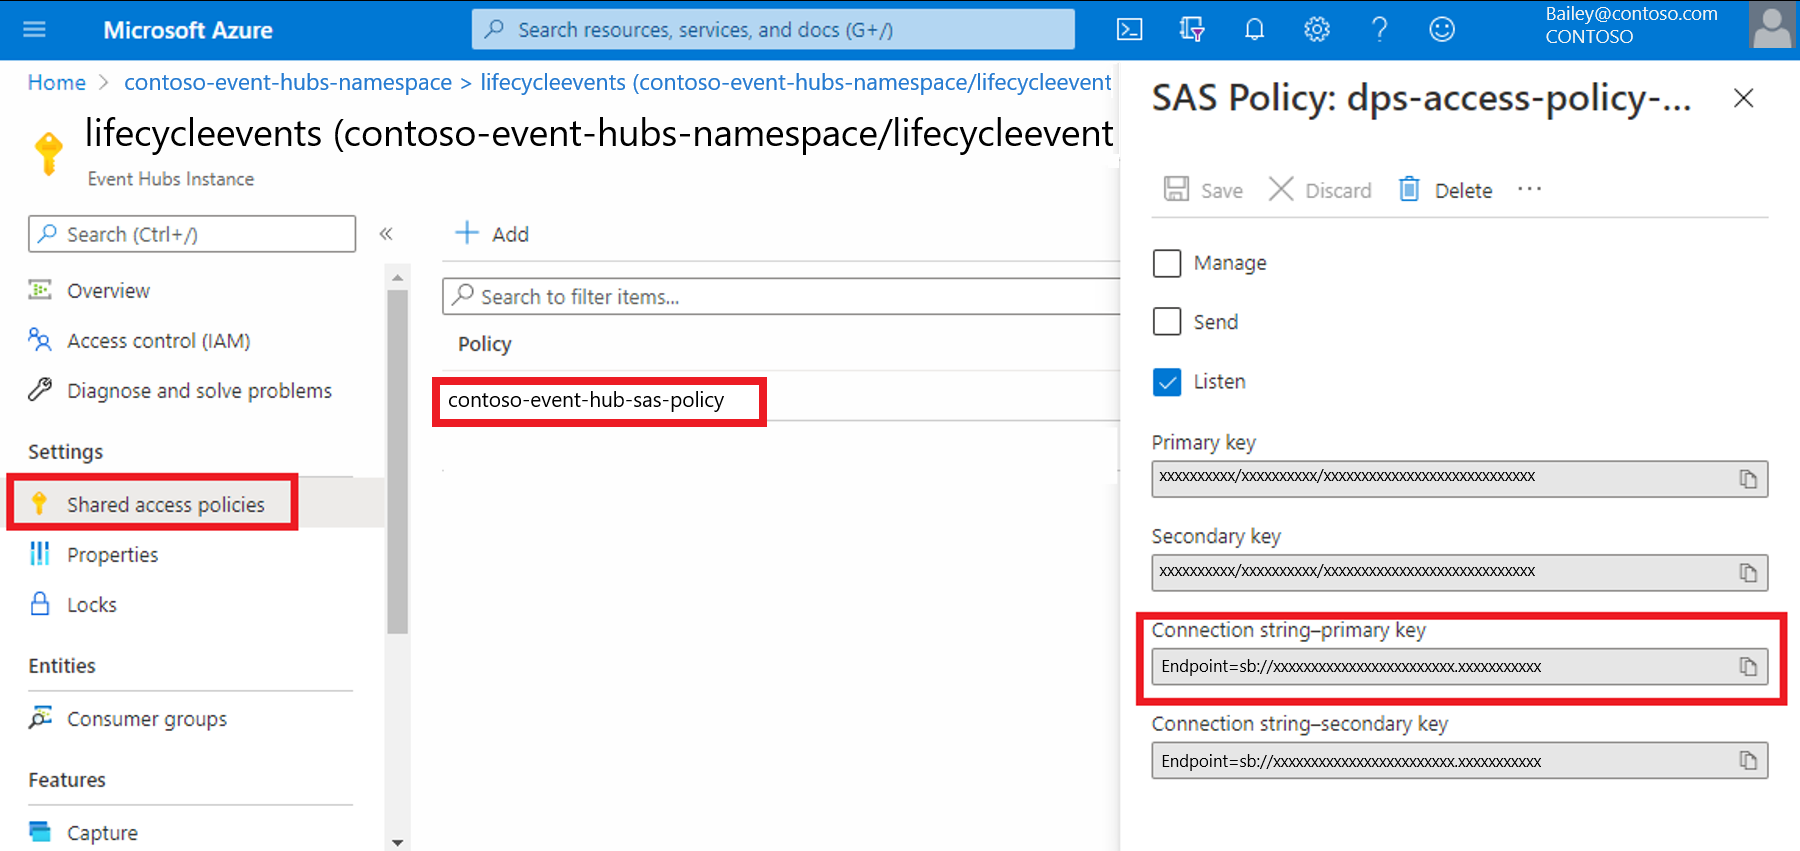 Microsoft Azure
Search resources, services, and docs (G+/)
Bailey@contoso.com
CONTOSO
Home > contoso-event-hubs-namespace > lifecycleevents (contoso-event-hubs-namespace/lifecycleevent
lifecycleevents (contoso-event-hubs-namespace/lifecycleevent
Event Hubs Instance
Search (Ctrl+/)
«
Overview
Access control (IAM)
Diagnose and solve problems
Settings
Shared access policies
Properties
Locks
Entities
Consumer groups
Features
Capture
Add
Search to filter items...
Policy
contoso-event-hub-sas-policy
SAS Policy: dps-access-policy-...
Save Discard Delete ...
Manage
Send
Listen
Primary key
xxxxxxxxxx/xxxxxxxxxx/xxxxxxxxxxxxxxxxxxxxxxxxxxxx
Secondary key
xxxxxxxxxx/xxxxxxxxxx/xxxxxxxxxxxxxxxxxxxxxxxxxxxx
Connection string–primary key
Endpoint=sb://xxxxxxxxxxxxxxxxxxxxxxxx.xxxxxxxxxxx
Connection string–secondary key
Endpoint=sb://xxxxxxxxxxxxxxxxxxxxxxxx.xxxxxxxxxxx